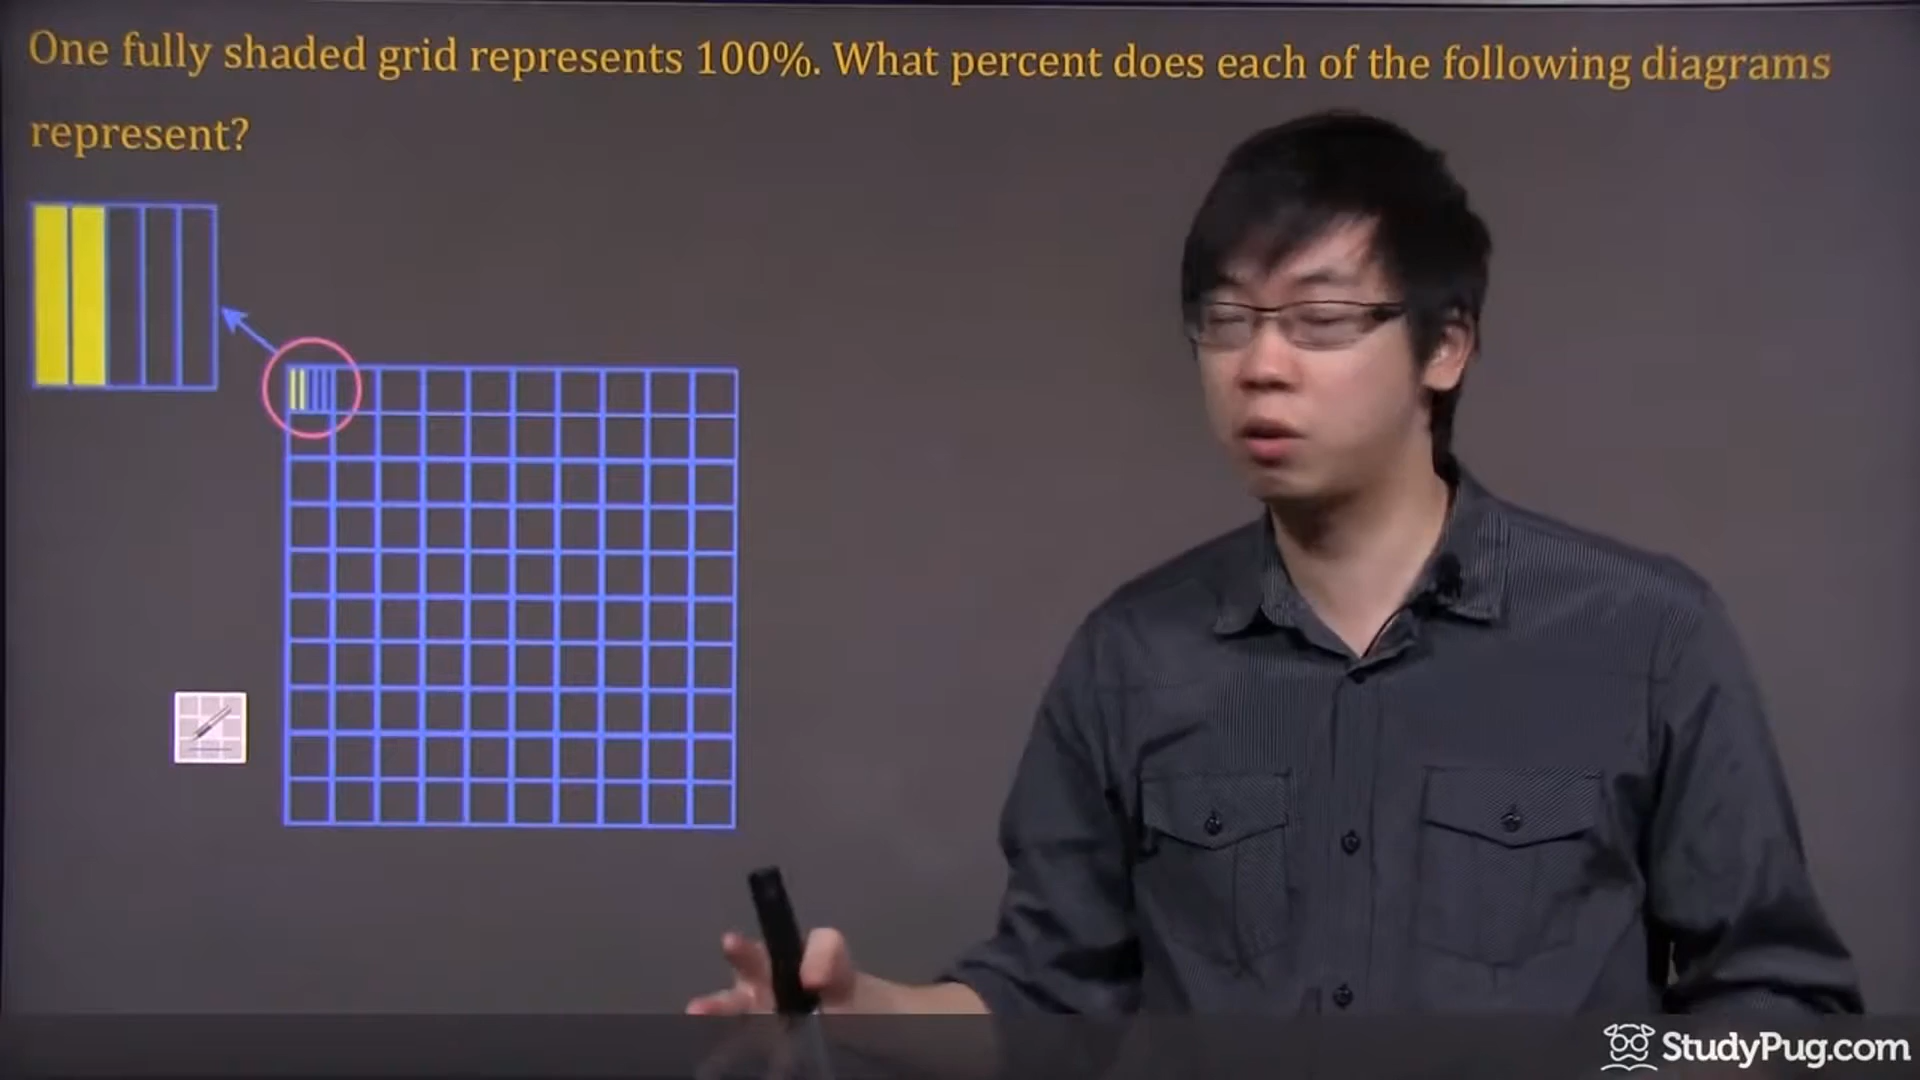 One fully shaded grid represents 100%. What percent does each of the following diagrams
represent?
StudyPug.com